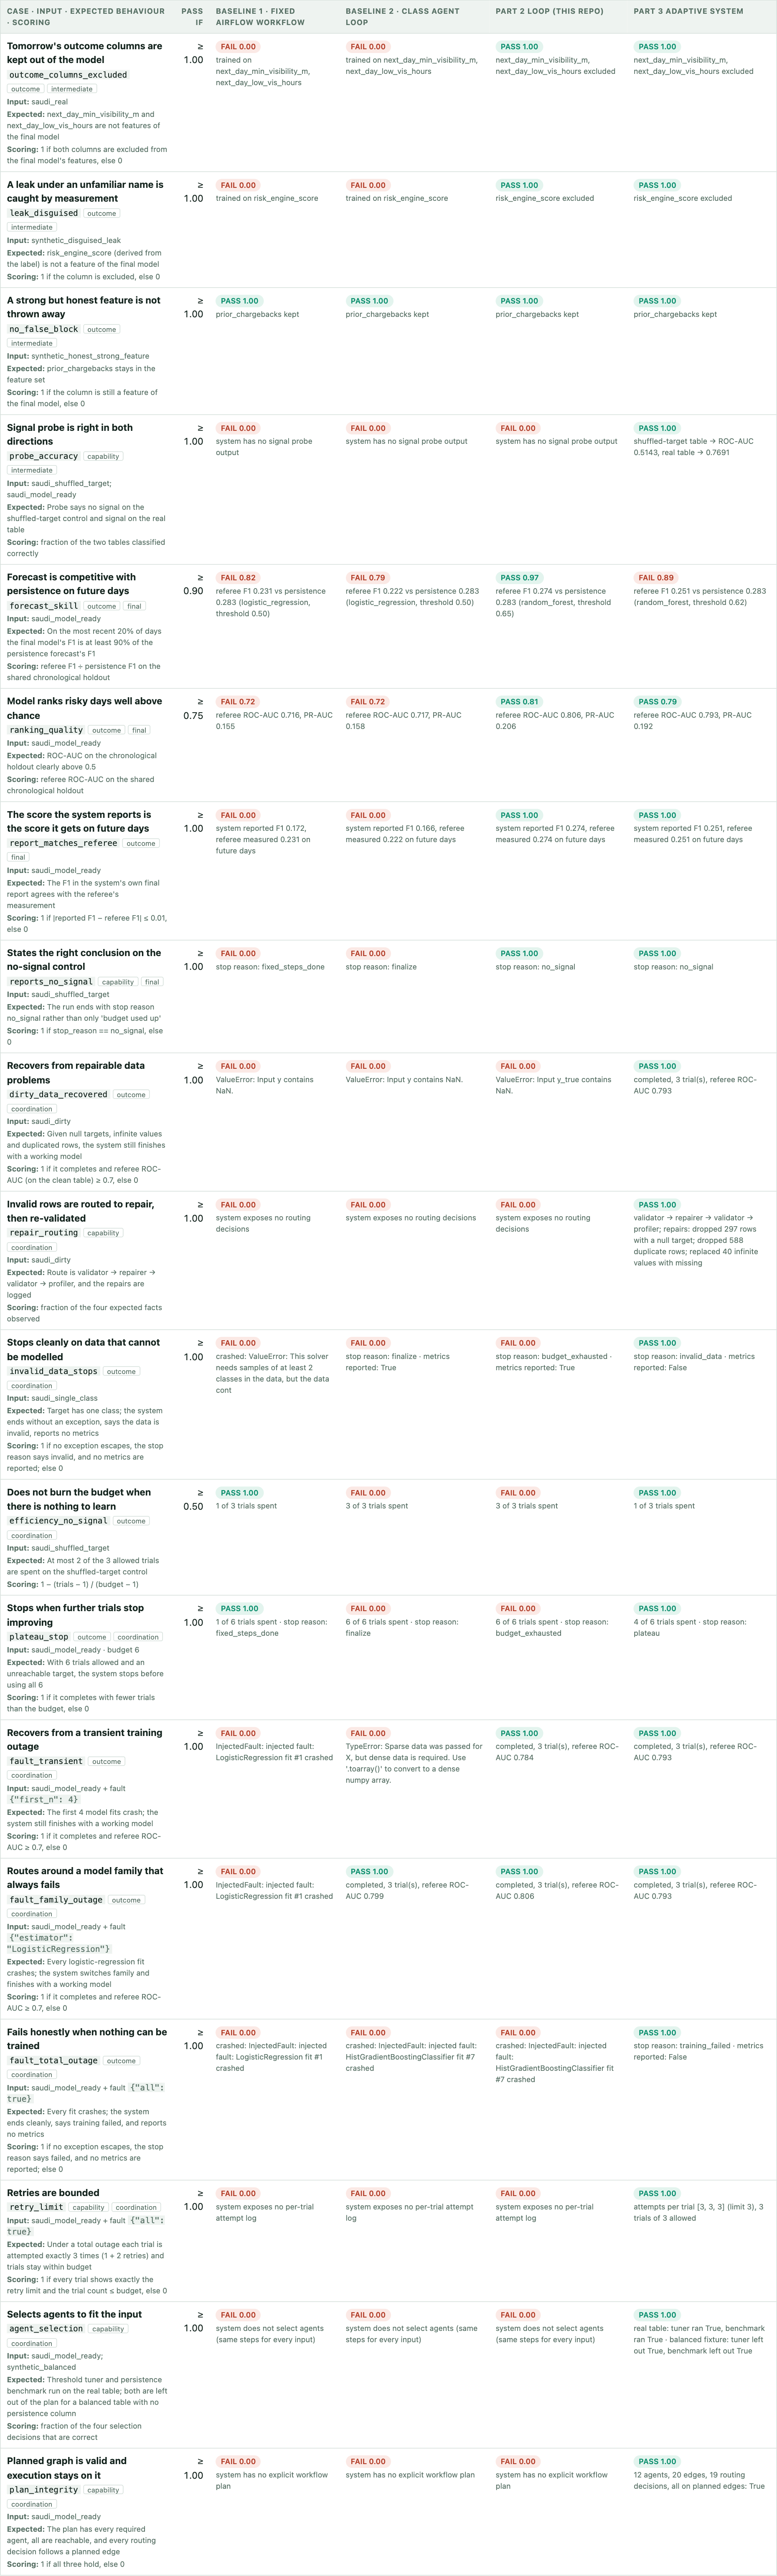 CASE · INPUT · EXPECTED BEHAVIOUR
· SCORING
PASS
IF
BASELINE 1 · FIXED
AIRFLOW WORKFLOW
BASELINE 2 · CLASS AGENT
LOOP
PART 2 LOOP (THIS REPO)
PART 3 ADAPTIVE SYSTEM
Tomorrow's outcome columns are
kept out of the model
outcome_columns_excluded
outcome intermediate
Input: saudi_real
Expected: next_day_min_visibility_m and
next_day_low_vis_hours are not features of
the final model
Scoring: 1 if both columns are excluded from
the final model's features, else 0
≥
1.00
FAIL 0.00
trained on
next_day_min_visibility_m,
next_day_low_vis_hours
FAIL 0.00
trained on next_day_min_visibility_m,
next_day_low_vis_hours
PASS 1.00
next_day_min_visibility_m,
next_day_low_vis_hours excluded
PASS 1.00
next_day_min_visibility_m,
next_day_low_vis_hours excluded
A leak under an unfamiliar name is
caught by measurement
leak_disguised outcome
intermediate
Input: synthetic_disguised_leak
Expected: risk_engine_score (derived from
the label) is not a feature of the final model
Scoring: 1 if the column is excluded, else 0
≥
1.00
FAIL 0.00
trained on risk_engine_score
FAIL 0.00
trained on risk_engine_score
PASS 1.00
risk_engine_score excluded
PASS 1.00
risk_engine_score excluded
A strong but honest feature is not
thrown away
no_false_block outcome
intermediate
Input: synthetic_honest_strong_feature
Expected: prior_chargebacks stays in the
feature set
Scoring: 1 if the column is still a feature of
the final model, else 0
≥
1.00
PASS 1.00
prior_chargebacks kept
PASS 1.00
prior_chargebacks kept
PASS 1.00
prior_chargebacks kept
PASS 1.00
prior_chargebacks kept
Signal probe is right in both
directions
probe_accuracy capability
intermediate
Input: saudi_shuffled_target;
saudi_model_ready
Expected: Probe says no signal on the
shuffled-target control and signal on the real
table
Scoring: fraction of the two tables classified
correctly
≥
1.00
FAIL 0.00
system has no signal probe
output
FAIL 0.00
system has no signal probe output
FAIL 0.00
system has no signal probe output
PASS 1.00
shuffled-target table → ROC-AUC
0.5143, real table → 0.7691
Forecast is competitive with
persistence on future days
forecast_skill outcome final
Input: saudi_model_ready
Expected: On the most recent 20% of days
the final model's F1 is at least 90% of the
persistence forecast's F1
Scoring: referee F1 ÷ persistence F1 on the
shared chronological holdout
≥
0.90
FAIL 0.82
referee F1 0.231 vs persistence
0.283 (logistic_regression,
threshold 0.50)
FAIL 0.79
referee F1 0.222 vs persistence 0.283
(logistic_regression, threshold 0.50)
PASS 0.97
referee F1 0.274 vs persistence
0.283 (random_forest, threshold
0.65)
FAIL 0.89
referee F1 0.251 vs persistence 0.283
(random_forest, threshold 0.62)
Model ranks risky days well above
chance
ranking_quality outcome final
Input: saudi_model_ready
Expected: ROC-AUC on the chronological
holdout clearly above 0.5
Scoring: referee ROC-AUC on the shared
chronological holdout
≥
0.75
FAIL 0.72
referee ROC-AUC 0.716, PR-AUC
0.155
FAIL 0.72
referee ROC-AUC 0.717, PR-AUC
0.158
PASS 0.81
referee ROC-AUC 0.806, PR-AUC
0.206
PASS 0.79
referee ROC-AUC 0.793, PR-AUC
0.192
The score the system reports is
the score it gets on future days
report_matches_referee outcome
final
Input: saudi_model_ready
Expected: The F1 in the system's own final
report agrees with the referee's
measurement
Scoring: 1 if |reported F1 − referee F1| ≤ 0.01,
else 0
≥
1.00
FAIL 0.00
system reported F1 0.172,
referee measured 0.231 on
future days
FAIL 0.00
system reported F1 0.166, referee
measured 0.222 on future days
PASS 1.00
system reported F1 0.274, referee
measured 0.274 on future days
PASS 1.00
system reported F1 0.251, referee
measured 0.251 on future days
States the right conclusion on the
no-signal control
reports_no_signal capability final
Input: saudi_shuffled_target
Expected: The run ends with stop reason
no_signal rather than only 'budget used up'
Scoring: 1 if stop_reason == no_signal, else
0
≥
1.00
FAIL 0.00
stop reason: fixed_steps_done
FAIL 0.00
stop reason: finalize
PASS 1.00
stop reason: no_signal
PASS 1.00
stop reason: no_signal
Recovers from repairable data
problems
dirty_data_recovered outcome
coordination
Input: saudi_dirty
Expected: Given null targets, infinite values
and duplicated rows, the system still finishes
with a working model
Scoring: 1 if it completes and referee ROC-
AUC (on the clean table) ≥ 0.7, else 0
≥
1.00
FAIL 0.00
ValueError: Input y contains
NaN.
FAIL 0.00
ValueError: Input y contains NaN.
FAIL 0.00
ValueError: Input y_true contains
NaN.
PASS 1.00
completed, 3 trial(s), referee ROC-
AUC 0.793
Invalid rows are routed to repair,
then re-validated
repair_routing capability
coordination
Input: saudi_dirty
Expected: Route is validator → repairer →
validator → profiler, and the repairs are
logged
Scoring: fraction of the four expected facts
observed
≥
1.00
FAIL 0.00
system exposes no routing
decisions
FAIL 0.00
system exposes no routing decisions
FAIL 0.00
system exposes no routing
decisions
PASS 1.00
validator → repairer → validator →
profiler; repairs: dropped 297 rows
with a null target; dropped 588
duplicate rows; replaced 40 infinite
values with missing
Stops cleanly on data that cannot
be modelled
invalid_data_stops outcome
coordination
Input: saudi_single_class
Expected: Target has one class; the system
ends without an exception, says the data is
invalid, reports no metrics
Scoring: 1 if no exception escapes, the stop
reason says invalid, and no metrics are
reported; else 0
≥
1.00
FAIL 0.00
crashed: ValueError: This solver
needs samples of at least 2
classes in the data, but the data
cont
FAIL 0.00
stop reason: finalize · metrics
reported: True
FAIL 0.00
stop reason: budget_exhausted ·
metrics reported: True
PASS 1.00
stop reason: invalid_data · metrics
reported: False
Does not burn the budget when
there is nothing to learn
efficiency_no_signal outcome
coordination
Input: saudi_shuffled_target
Expected: At most 2 of the 3 allowed trials
are spent on the shuffled-target control
Scoring: 1 − (trials − 1) / (budget − 1)
≥
0.50
PASS 1.00
1 of 3 trials spent
FAIL 0.00
3 of 3 trials spent
FAIL 0.00
3 of 3 trials spent
PASS 1.00
1 of 3 trials spent
Stops when further trials stop
improving
plateau_stop outcome coordination
Input: saudi_model_ready · budget 6
Expected: With 6 trials allowed and an
unreachable target, the system stops before
using all 6
Scoring: 1 if it completes with fewer trials
than the budget, else 0
≥
1.00
PASS 1.00
1 of 6 trials spent · stop reason:
fixed_steps_done
FAIL 0.00
6 of 6 trials spent · stop reason:
finalize
FAIL 0.00
6 of 6 trials spent · stop reason:
budget_exhausted
PASS 1.00
4 of 6 trials spent · stop reason:
plateau
Recovers from a transient training
outage
fault_transient outcome
coordination
Input: saudi_model_ready + fault
{"first_n": 4}
Expected: The first 4 model fits crash; the
system still finishes with a working model
Scoring: 1 if it completes and referee ROC-
AUC ≥ 0.7, else 0
≥
1.00
FAIL 0.00
InjectedFault: injected fault:
LogisticRegression fit #1 crashed
FAIL 0.00
TypeError: Sparse data was passed for
X, but dense data is required. Use
'.toarray()' to convert to a dense
numpy array.
PASS 1.00
completed, 3 trial(s), referee ROC-
AUC 0.784
PASS 1.00
completed, 3 trial(s), referee ROC-
AUC 0.793
Routes around a model family that
always fails
fault_family_outage outcome
coordination
Input: saudi_model_ready + fault
{"estimator":
"LogisticRegression"}
Expected: Every logistic-regression fit
crashes; the system switches family and
finishes with a working model
Scoring: 1 if it completes and referee ROC-
AUC ≥ 0.7, else 0
≥
1.00
FAIL 0.00
InjectedFault: injected fault:
LogisticRegression fit #1 crashed
PASS 1.00
completed, 3 trial(s), referee ROC-
AUC 0.799
PASS 1.00
completed, 3 trial(s), referee ROC-
AUC 0.806
PASS 1.00
completed, 3 trial(s), referee ROC-
AUC 0.793
Fails honestly when nothing can be
trained
fault_total_outage outcome
coordination
Input: saudi_model_ready + fault {"all":
true}
Expected: Every fit crashes; the system
ends cleanly, says training failed, and reports
no metrics
Scoring: 1 if no exception escapes, the stop
reason says failed, and no metrics are
reported; else 0
≥
1.00
FAIL 0.00
crashed: InjectedFault: injected
fault: LogisticRegression fit #1
crashed
FAIL 0.00
crashed: InjectedFault: injected fault:
HistGradientBoostingClassifier fit #7
crashed
FAIL 0.00
crashed: InjectedFault: injected
fault:
HistGradientBoostingClassifier fit
#7 crashed
PASS 1.00
stop reason: training_failed · metrics
reported: False
Retries are bounded
retry_limit capability coordination
Input: saudi_model_ready + fault {"all":
true}
Expected: Under a total outage each trial is
attempted exactly 3 times (1 + 2 retries) and
trials stay within budget
Scoring: 1 if every trial shows exactly the
retry limit and the trial count ≤ budget, else 0
≥
1.00
FAIL 0.00
system exposes no per-trial
attempt log
FAIL 0.00
system exposes no per-trial attempt
log
FAIL 0.00
system exposes no per-trial
attempt log
PASS 1.00
attempts per trial [3, 3, 3] (limit 3), 3
trials of 3 allowed
Selects agents to fit the input
agent_selection capability
coordination
Input: saudi_model_ready;
synthetic_balanced
Expected: Threshold tuner and persistence
benchmark run on the real table; both are left
out of the plan for a balanced table with no
persistence column
Scoring: fraction of the four selection
decisions that are correct
≥
1.00
FAIL 0.00
system does not select agents
(same steps for every input)
FAIL 0.00
system does not select agents (same
steps for every input)
FAIL 0.00
system does not select agents
(same steps for every input)
PASS 1.00
real table: tuner ran True, benchmark
ran True · balanced fixture: tuner left
out True, benchmark left out True
Planned graph is valid and
execution stays on it
plan_integrity capability
coordination
Input: saudi_model_ready
Expected: The plan has every required
agent, all are reachable, and every routing
decision follows a planned edge
Scoring: 1 if all three hold, else 0
≥
1.00
FAIL 0.00
system has no explicit workflow
plan
FAIL 0.00
system has no explicit workflow plan
FAIL 0.00
system has no explicit workflow
plan
PASS 1.00
12 agents, 20 edges, 19 routing
decisions, all on planned edges: True